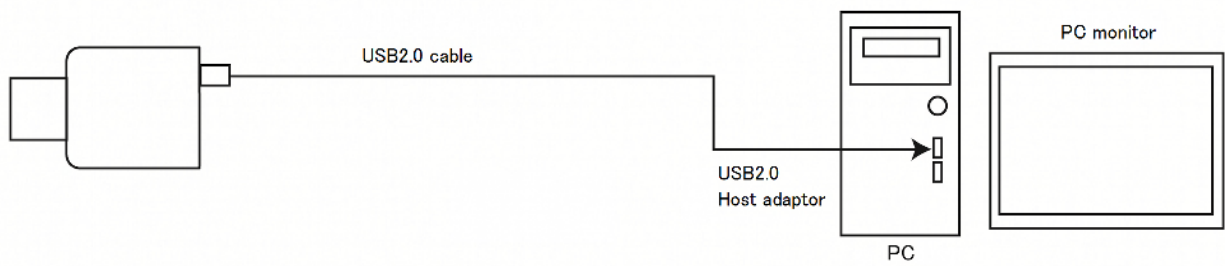 USB2.0 cable
PC monitor
USB2.0
Host adaptor
PC